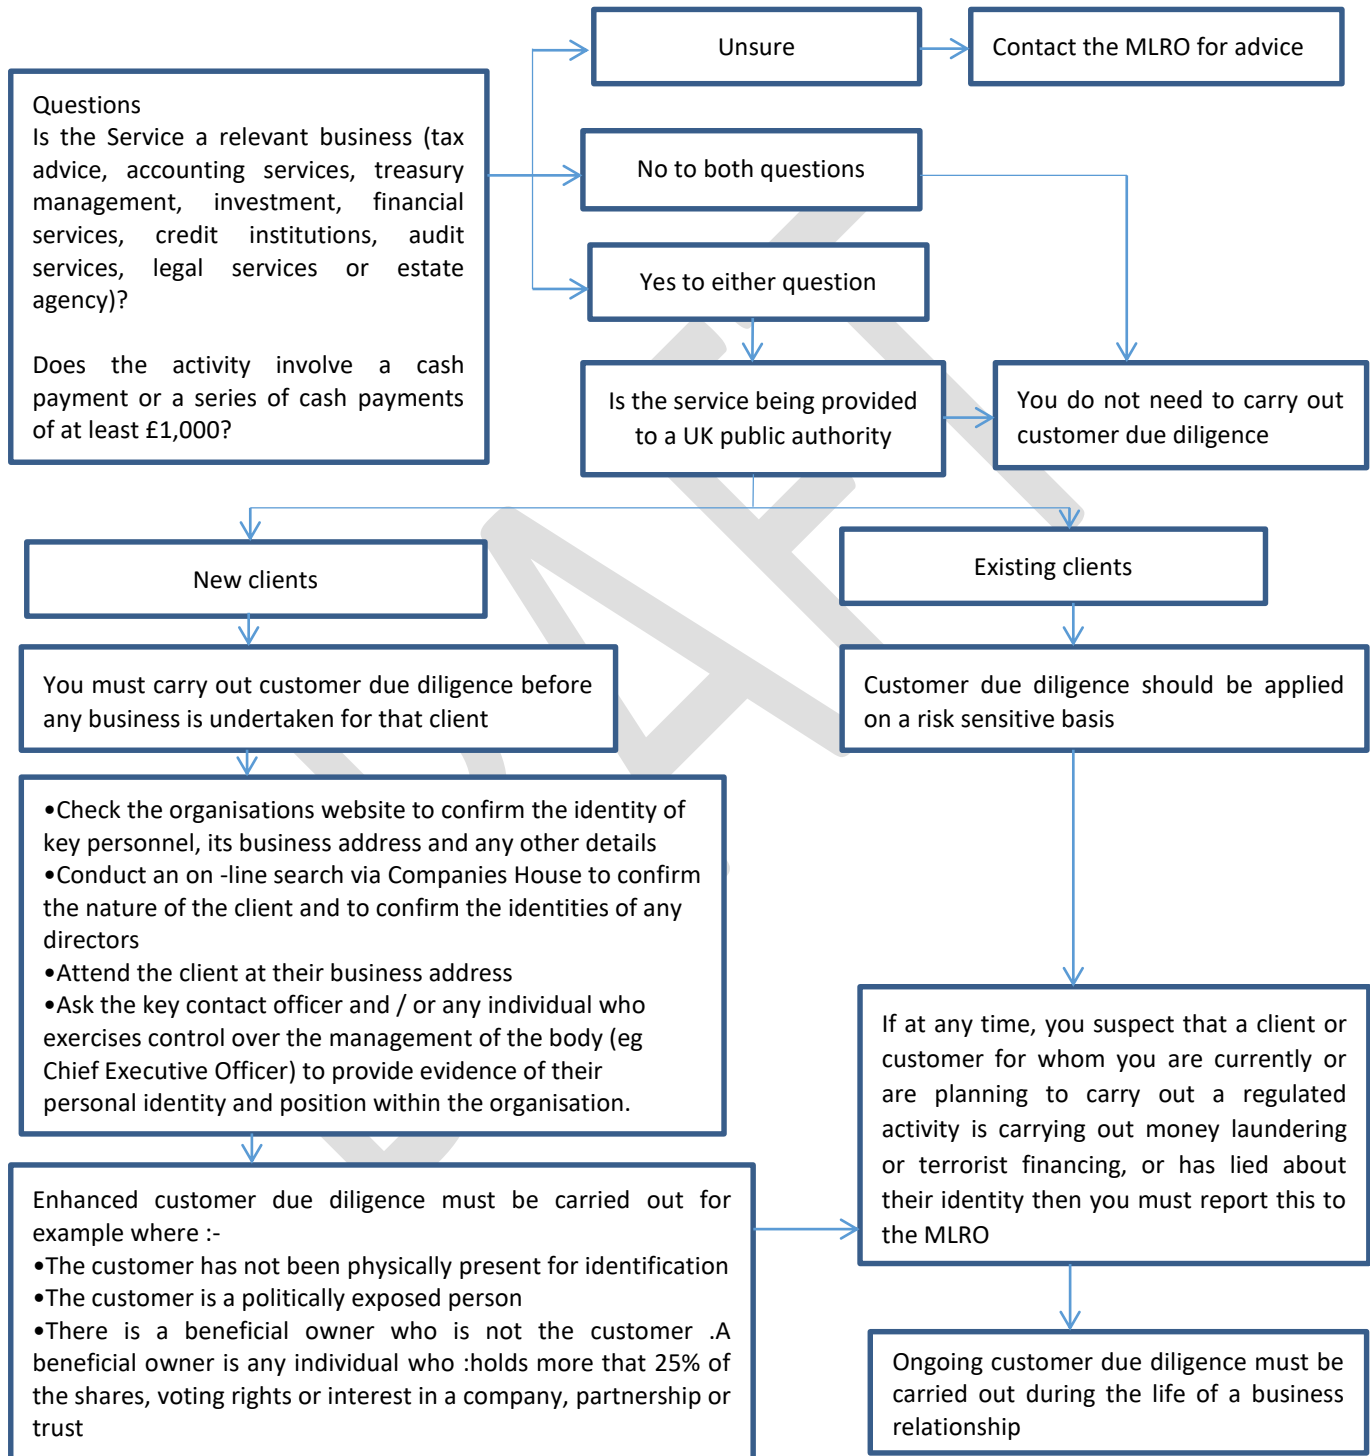 Unsure
Contact the MLRO for advice
Questions
Is the Service a relevant business (tax
advice, accounting services, treasury
management, investment, financial
services, credit institutions, audit
services, legal services or estate
agency)?
Does the activity involve a cash
payment or a series of cash payments
of at least £1,000?
No to both questions
Yes to either question
Is the service being provided
to a UK public authority
You do not need to carry out
customer due diligence
New clients
Existing clients
You must carry out customer due diligence before
any business is undertaken for that client
Customer due diligence should be applied
on a risk sensitive basis
•Check the organisations website to confirm the identity of
key personnel, its business address and any other details
•Conduct an on -line search via Companies House to confirm
the nature of the client and to confirm the identities of any
directors
•Attend the client at their business address
•Ask the key contact officer and / or any individual who
exercises control over the management of the body (eg
Chief Executive Officer) to provide evidence of their
personal identity and position within the organisation.
If at any time, you suspect that a client or
customer for whom you are currently or
are planning to carry out a regulated
activity is carrying out money laundering
or terrorist financing, or has lied about
their identity then you must report this to
the MLRO
Enhanced customer due diligence must be carried out for
example where :-
•The customer has not been physically present for identification
•The customer is a politically exposed person
•There is a beneficial owner who is not the customer .A
beneficial owner is any individual who :holds more that 25% of
the shares, voting rights or interest in a company, partnership or
trust
Ongoing customer due diligence must be
carried out during the life of a business
relationship
DRAFT